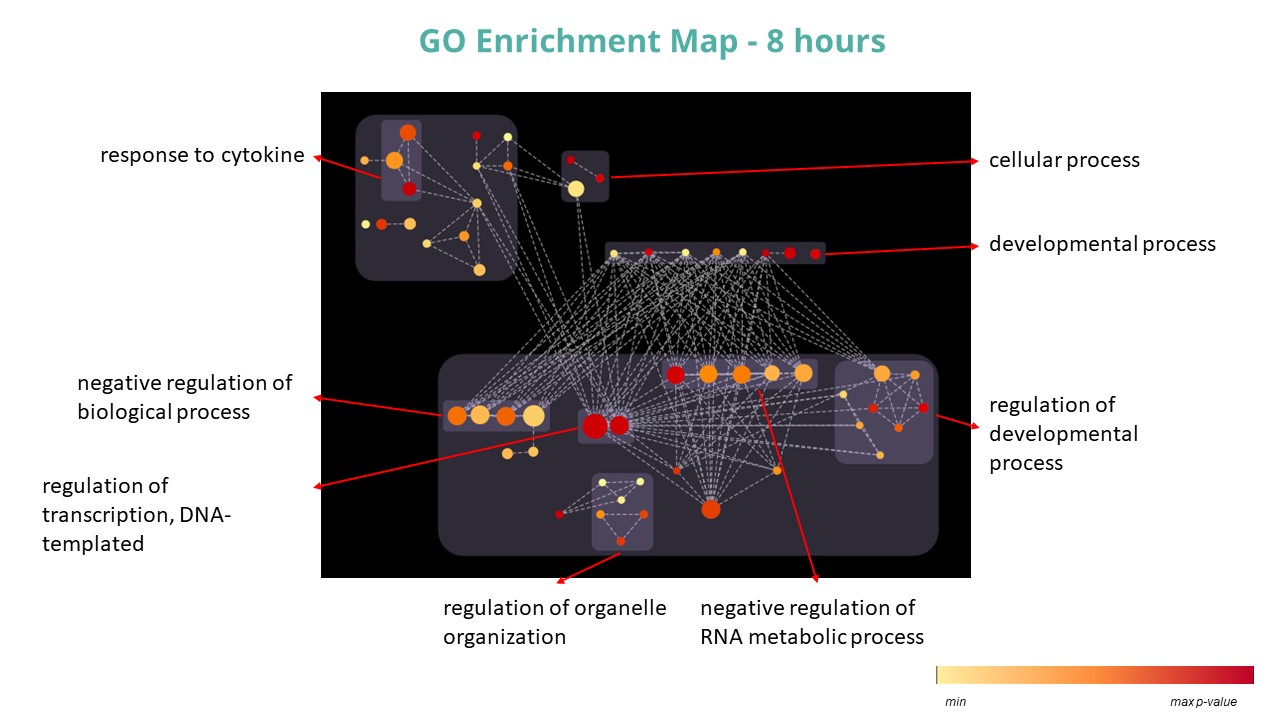 GO Enrichment Map - 8 hours
response to cytokine
cellular process
developmental process
negative regulation of
biological process
regulation of
developmental
process
regulation of
transcription, DNA-
templated
regulation of organelle
organization
negative regulation of
RNA metabolic process
min
max p-value